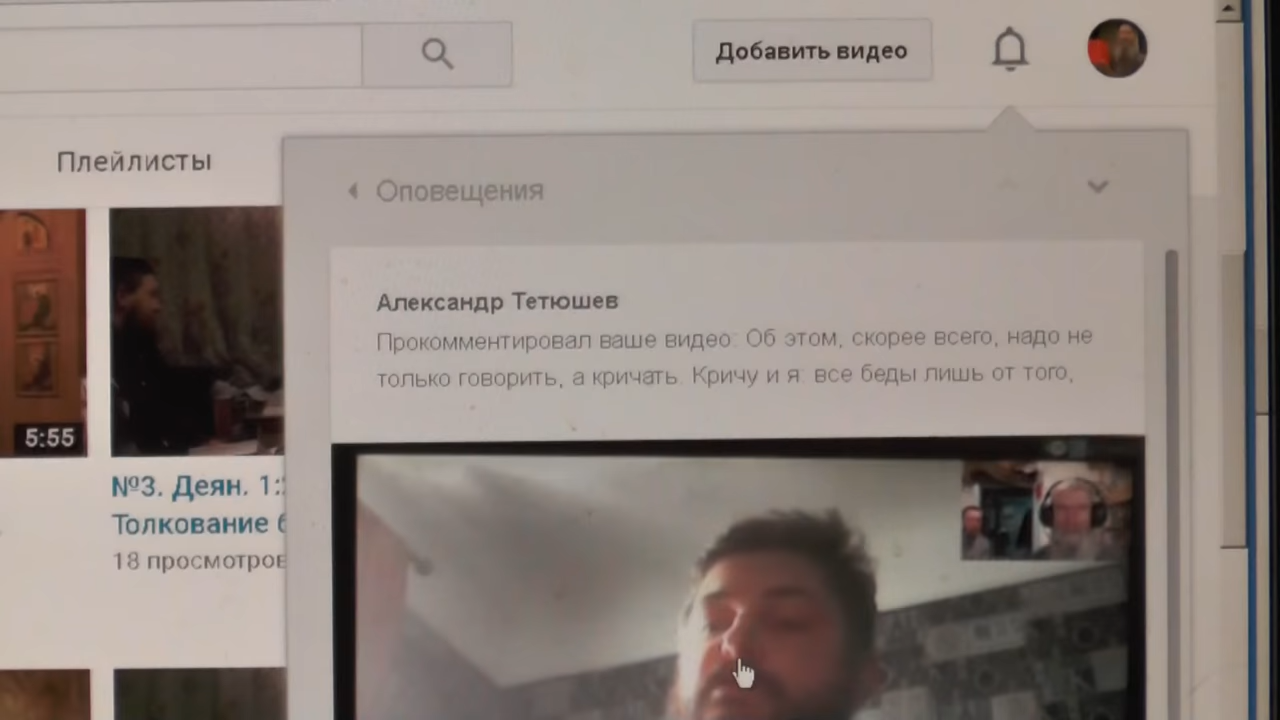 Добавить видео
Плейлисты
Оповещения
Александр Тетюшев
Прокомментировал ваше видео: Об этом, скорее всего, надо не
только говорить, а кричать. Кричу и я: все беды лишь от того,
5:55
№3. Деян. 1:
Толкование
18 просмотров